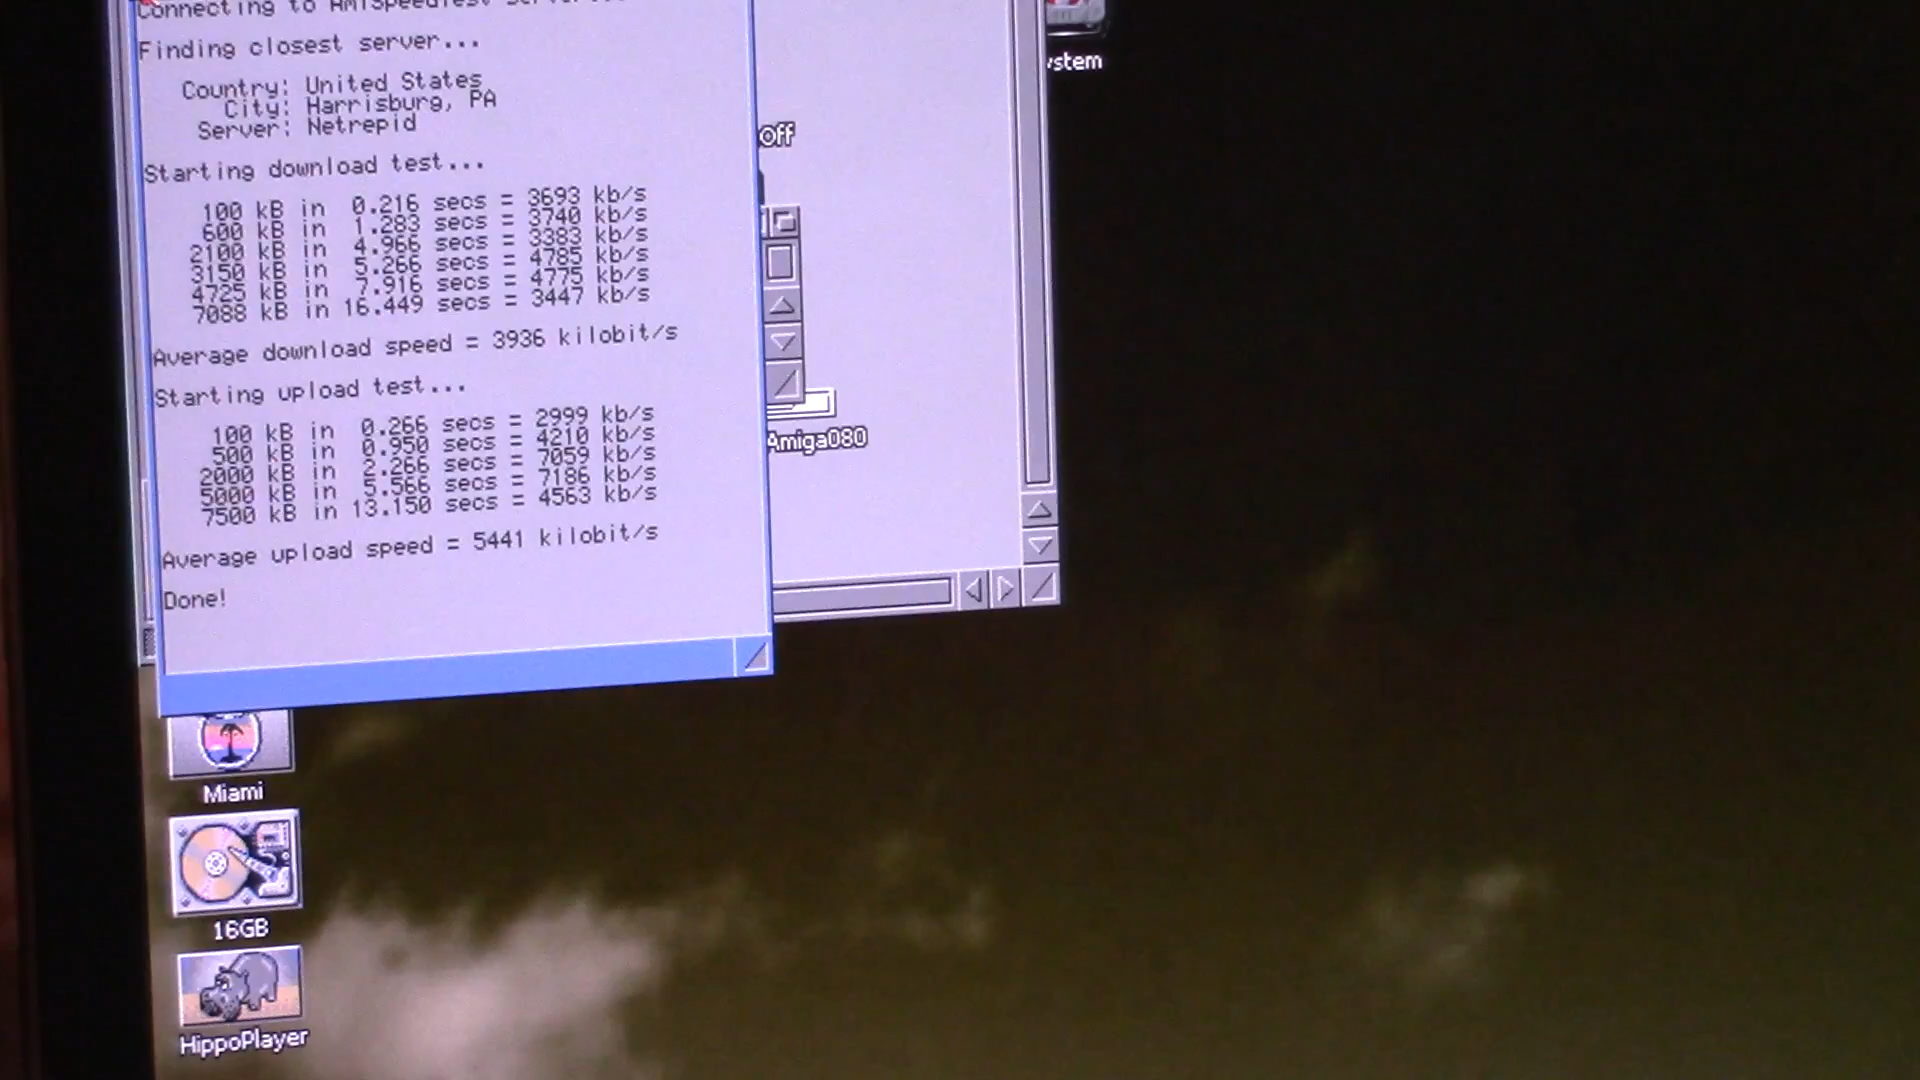 Connecting to AmiSpeedTest server...
Finding closest server...
Country: United States
City: Harrisburg, PA
Server: Netrepid
Starting download test...
100 kB in 0.216 secs = 3693 kb/s
600 kB in 1.283 secs = 3740 kb/s
2100 kB in 4.966 secs = 3383 kb/s
3150 kB in 5.266 secs = 4785 kb/s
4725 kB in 7.916 secs = 4775 kb/s
7088 kB in 16.449 secs = 3447 kb/s
Average download speed = 3936 kilobit/s
Starting upload test...
100 kB in 0.266 secs = 2999 kb/s
500 kB in 0.950 secs = 4210 kb/s
2000 kB in 2.266 secs = 7059 kb/s
5000 kB in 5.566 secs = 7186 kb/s
7500 kB in 13.150 secs = 4563 kb/s
Average upload speed = 5441 kilobit/s
Done!
ystem
Off
Amiga080
Miami
16GB
HippoPlayer